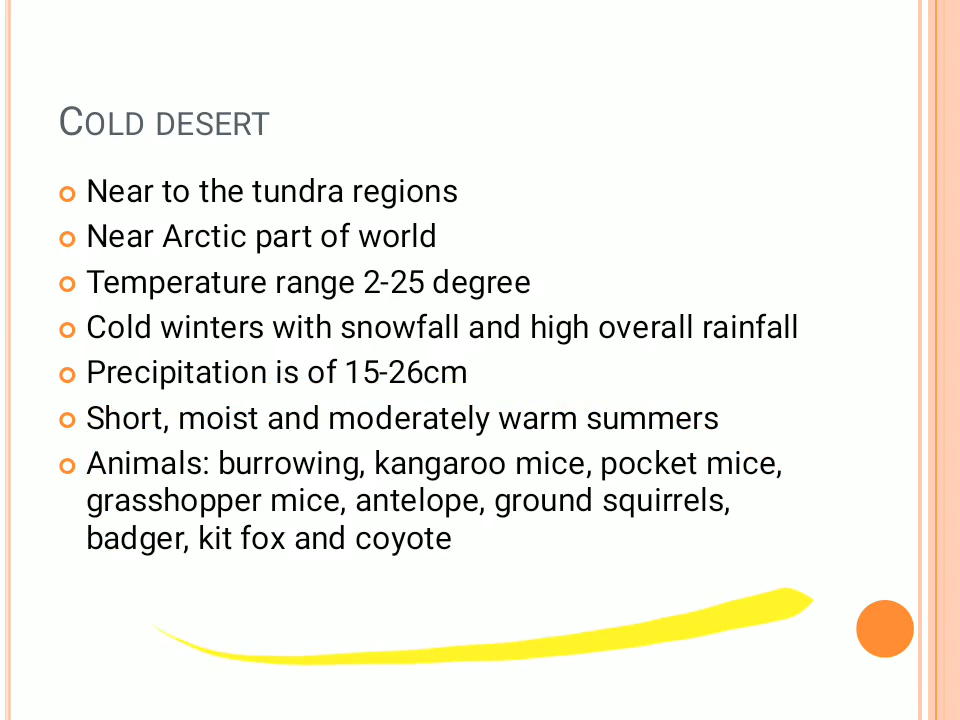 COLD DESERT
Near to the tundra regions
Near Arctic part of world
Temperature range 2-25 degree
Cold winters with snowfall and high overall rainfall
Precipitation is of 15-26cm
Short, moist and moderately warm summers
Animals: burrowing, kangaroo mice, pocket mice,
grasshopper mice, antelope, ground squirrels,
badger, kit fox and coyote